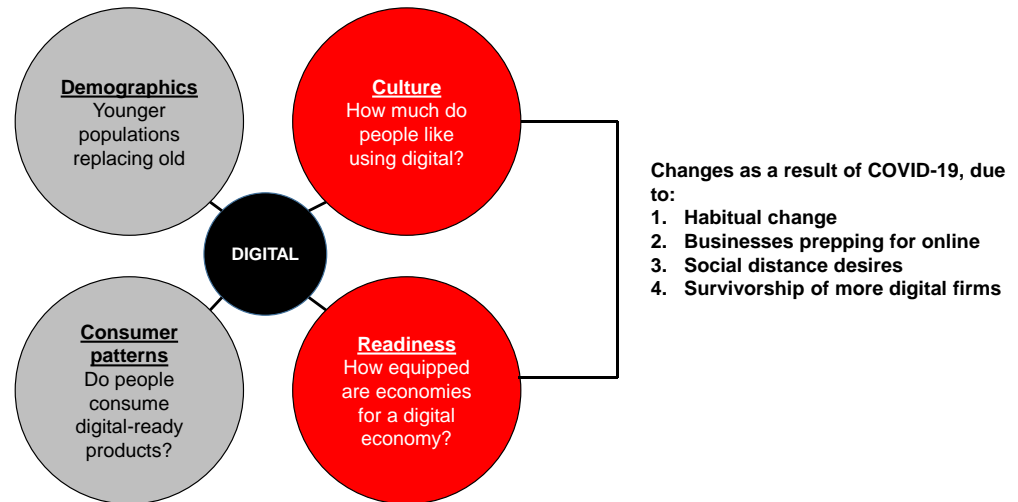 Demographics
Younger
populations
replacing old
Culture
How much do
people like
using digital?
DIGITAL
Consumer
patterns
Do people
consume
digital-ready
products?
Readiness
How equipped
are economies
for a digital
economy?
Changes as a result of COVID-19, due
to:
1. Habitual change
2. Businesses prepping for online
3. Social distance desires
4. Survivorship of more digital firms